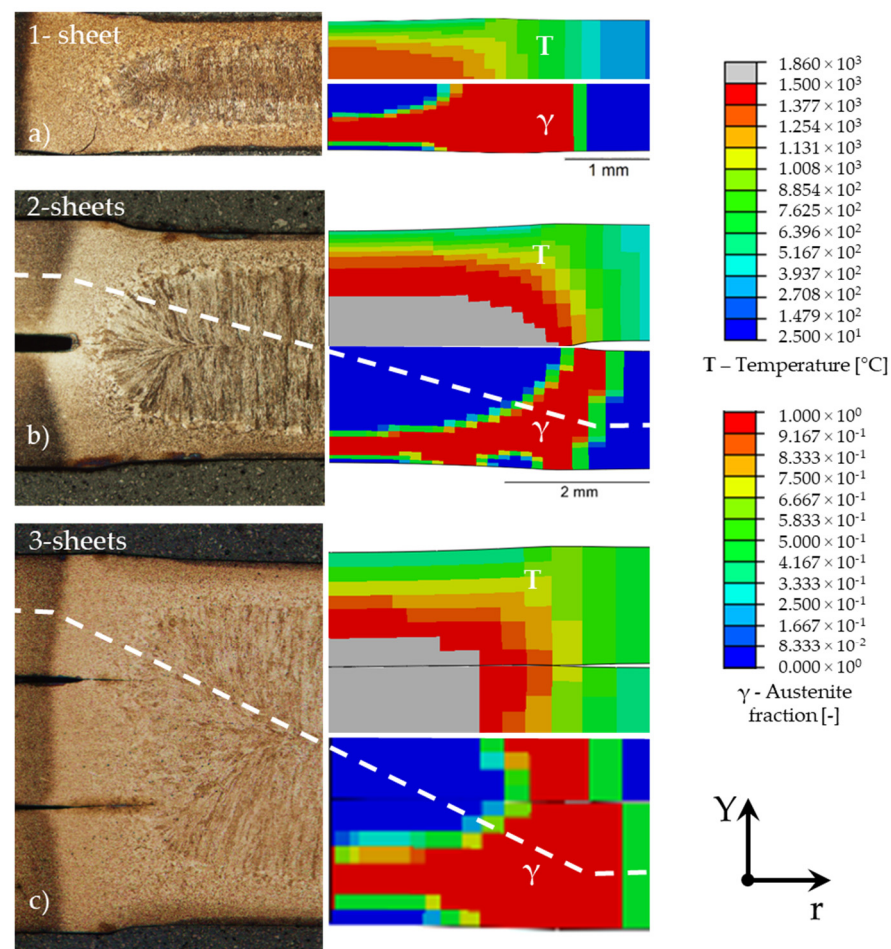 1- sheet
T
γ
a)
1 mm
2-sheets
T
γ
b)
2 mm
3-sheets
T
γ
c)
1.860 × 10³
1.500 × 10³
1.377 × 10³
1.254 × 10³
1.131 × 10³
1.008 × 10³
8.854 × 10²
7.625 × 10²
6.396 × 10²
5.167 × 10²
3.937 × 10²
2.708 × 10²
1.479 × 10²
2.500 × 10¹
T – Temperature [°C]
1.000 × 10⁰
9.167 × 10⁻¹
8.333 × 10⁻¹
7.500 × 10⁻¹
6.667 × 10⁻¹
5.833 × 10⁻¹
5.000 × 10⁻¹
4.167 × 10⁻¹
3.333 × 10⁻¹
2.500 × 10⁻¹
1.667 × 10⁻¹
8.333 × 10⁻²
0.000 × 10⁰
γ - Austenite
fraction [-]
Y
r